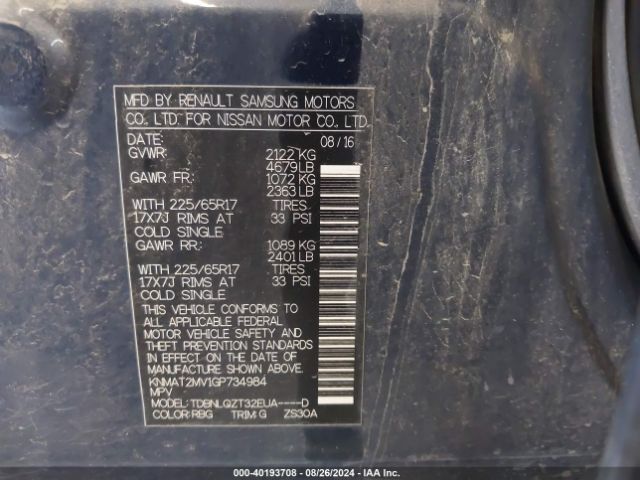 MFD BY RENAULT SAMSUNG MOTORS
CO., LTD. FOR NISSAN MOTOR CO., LTD.
DATE: 08/16
GVWR: 2122 KG
4679 LB
GAWR FR: 1072 KG
2363 LB
WITH 225/65R17 TIRES
17X7J RIMS AT 33 PSI
COLD SINGLE
GAWR RR: 1089 KG
2401 LB
WITH 225/65R17 TIRES
17X7J RIMS AT 33 PSI
COLD SINGLE
THIS VEHICLE CONFORMS TO
ALL APPLICABLE FEDERAL
MOTOR VEHICLE SAFETY AND
THEFT PREVENTION STANDARDS
IN EFFECT ON THE DATE OF
MANUFACTURE SHOWN ABOVE.
KNMAT2MV1GP734984
MPV
MODEL: TDBNLQZT32EUA----D
COLOR: RBG TRIM: G ZS30A
000-40193708 - 08/26/2024 - IAA Inc.